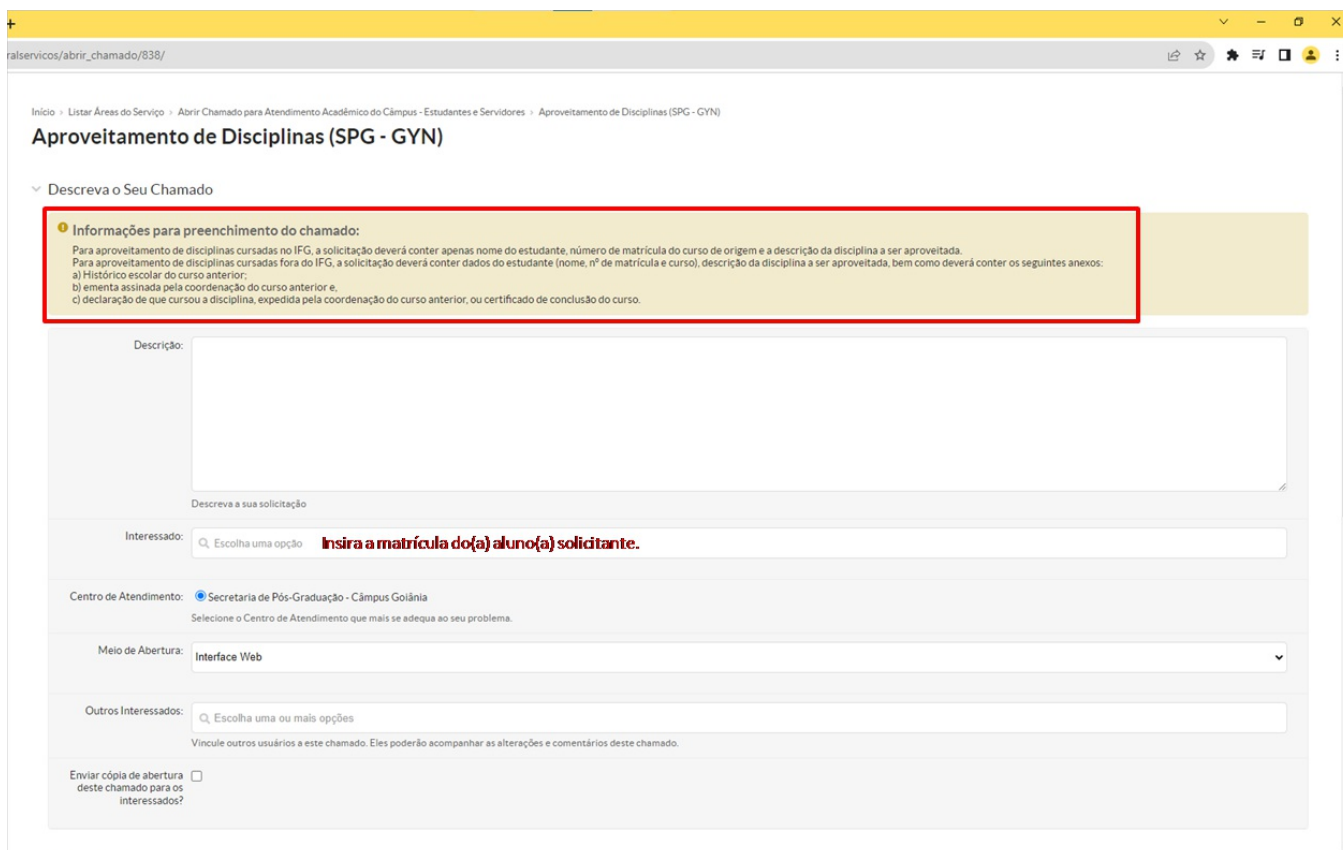 ralservicos/abrir_chamado/838/
Início > Listar Áreas do Serviço > Abrir Chamado para Atendimento Acadêmico do Câmpus - Estudantes e Servidores > Aproveitamento de Disciplinas (SPG - GYN)
Aproveitamento de Disciplinas (SPG - GYN)
Descreva o Seu Chamado
Informações para preenchimento do chamado:
Para aproveitamento de disciplinas cursadas no IFG, a solicitação deverá conter apenas nome do estudante, número de matrícula do curso de origem e a descrição da disciplina a ser aproveitada.
Para aproveitamento de disciplinas cursadas fora do IFG, a solicitação deverá conter dados do estudante (nome, nº de matrícula e curso), descrição da disciplina a ser aproveitada, bem como deverá conter os seguintes anexos:
a) Histórico escolar do curso anterior;
b) ementa assinada pela coordenação do curso anterior e,
c) declaração de que cursou a disciplina, expedida pela coordenação do curso anterior, ou certificado de conclusão do curso.
Descrição:
Descreva a sua solicitação
Interessado: Escolha uma opção Insira a matrícula do(a) aluno(a) solicitante.
Centro de Atendimento: Secretaria de Pós-Graduação - Câmpus Goiânia
Selecione o Centro de Atendimento que mais se adequa ao seu problema.
Meio de Abertura: Interface Web
Outros Interessados: Escolha uma ou mais opções
Vincule outros usuários a este chamado. Eles poderão acompanhar as alterações e comentários deste chamado.
Enviar cópia de abertura
deste chamado para os
interessados?